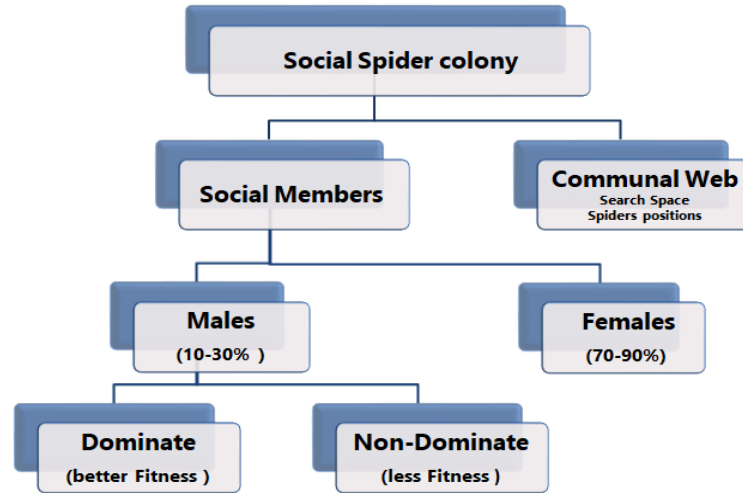 Social Spider colony
Social Members
Communal Web
Search Space
Spiders positions
Males
(10-30% )
Females
(70-90%)
Dominate
(better Fitness )
Non-Dominate
(less Fitness )